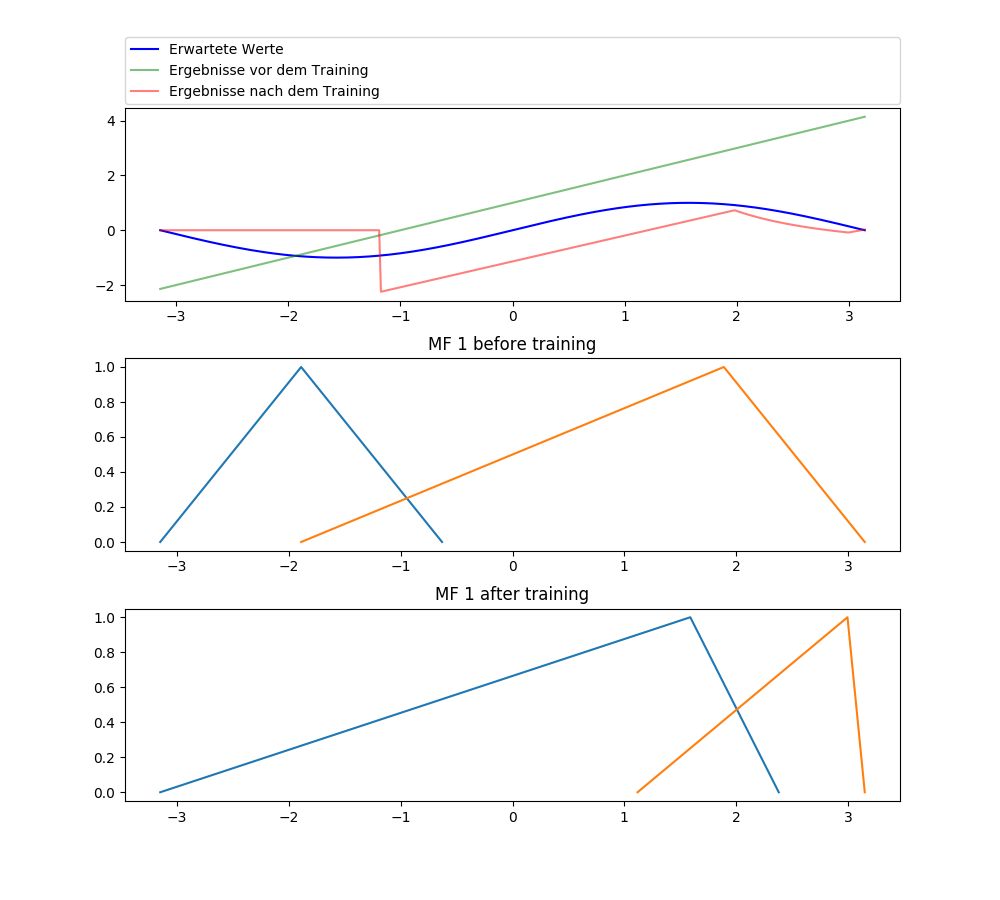 Erwartete Werte
Ergebnisse vor dem Training
Ergebnisse nach dem Training
4
2
0
−2
−3 −2 −1 0 1 2 3
MF 1 before training
1.0
0.8
0.6
0.4
0.2
0.0
−3 −2 −1 0 1 2 3
MF 1 after training
1.0
0.8
0.6
0.4
0.2
0.0
−3 −2 −1 0 1 2 3